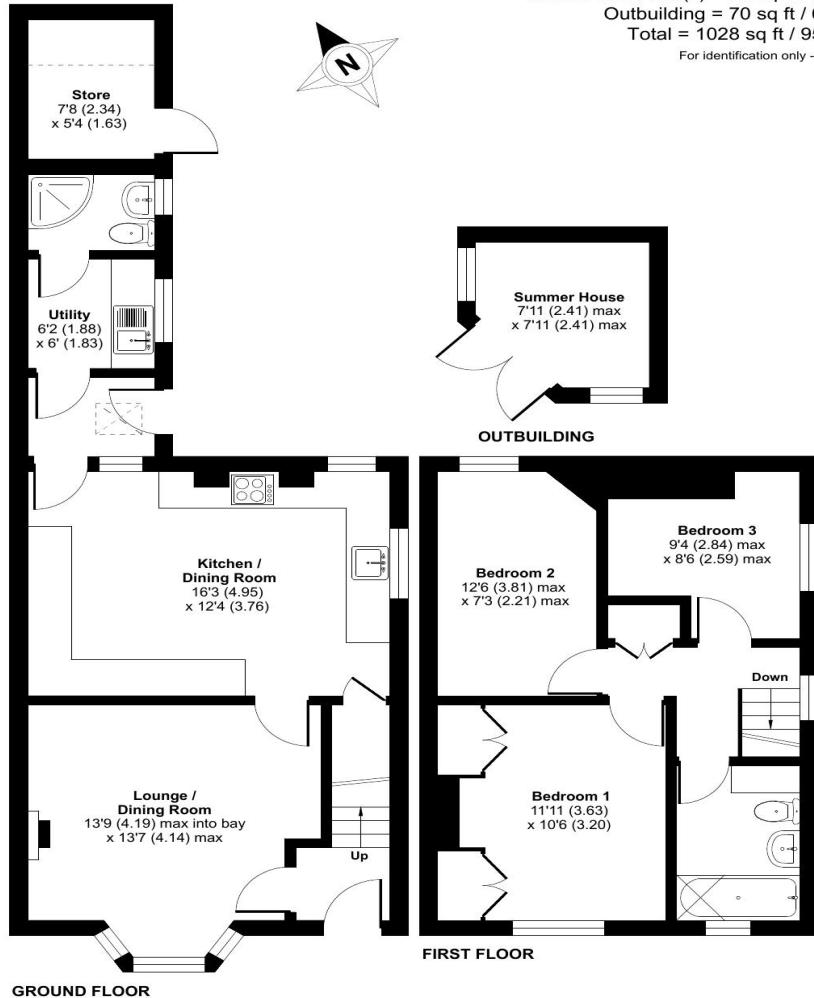 Outbuilding = 70 sq ft /
Total = 1028 sq ft /
For identification only -
N
Store
7'8 (2.34)
x 5'4 (1.63)
Utility
6'2 (1.88)
x 6' (1.83)
Summer House
7'11 (2.41) max
x 7'11 (2.41) max
OUTBUILDING
Kitchen /
Dining Room
16'3 (4.95)
x 12'4 (3.76)
Bedroom 2
12'6 (3.81) max
x 7'3 (2.21) max
Bedroom 3
9'4 (2.84) max
x 8'6 (2.59) max
Down
Lounge /
Dining Room
13'9 (4.19) max into bay
x 13'7 (4.14) max
Up
Bedroom 1
11'11 (3.63)
x 10'6 (3.20)
FIRST FLOOR
GROUND FLOOR